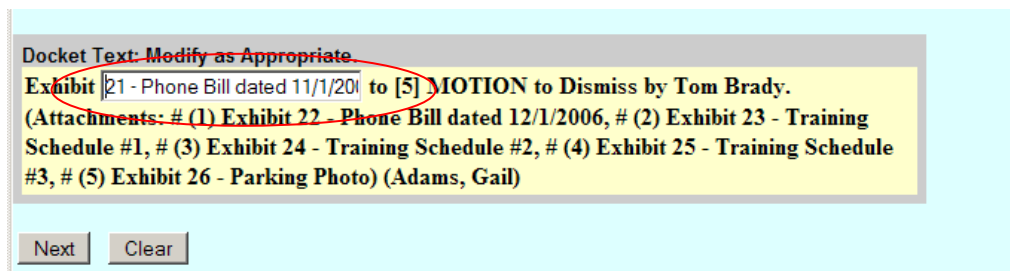 Docket Text: Modify as Appropriate.
Exhibit 21 - Phone Bill dated 11/1/20 to [5] MOTION to Dismiss by Tom Brady.
(Attachments: # (1) Exhibit 22 - Phone Bill dated 12/1/2006, # (2) Exhibit 23 - Training
Schedule #1, # (3) Exhibit 24 - Training Schedule #2, # (4) Exhibit 25 - Training Schedule
#3, # (5) Exhibit 26 - Parking Photo) (Adams, Gail)
Next Clear